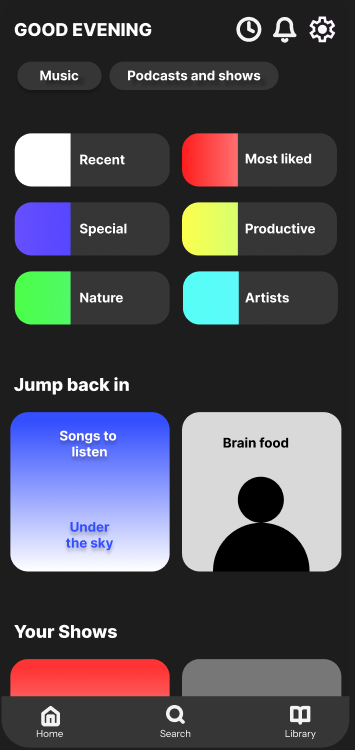 GOOD EVENING
Music
Podcasts and shows
Recent
Most liked
Special
Productive
Nature
Artists
Jump back in
Songs to
listen
Under
the sky
Brain food
Your Shows
Home
Search
Library